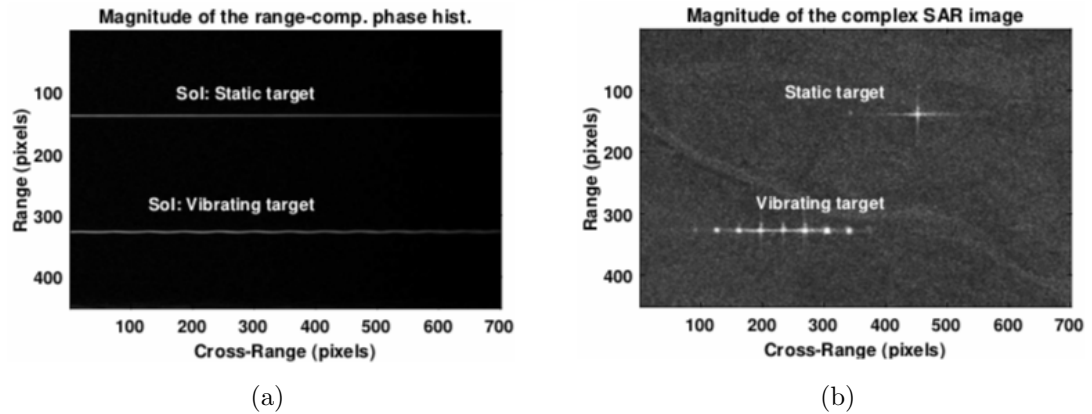 Magnitude of the range-comp. phase hist.
Range (pixels)
100
200
300
400
SoI: Static target
SoI: Vibrating target
100 200 300 400 500 600 700
Cross-Range (pixels)
(a)
Magnitude of the complex SAR image
Range (pixels)
100
200
300
400
Static target
Vibrating target
100 200 300 400 500 600 700
Cross-Range (pixels)
(b)